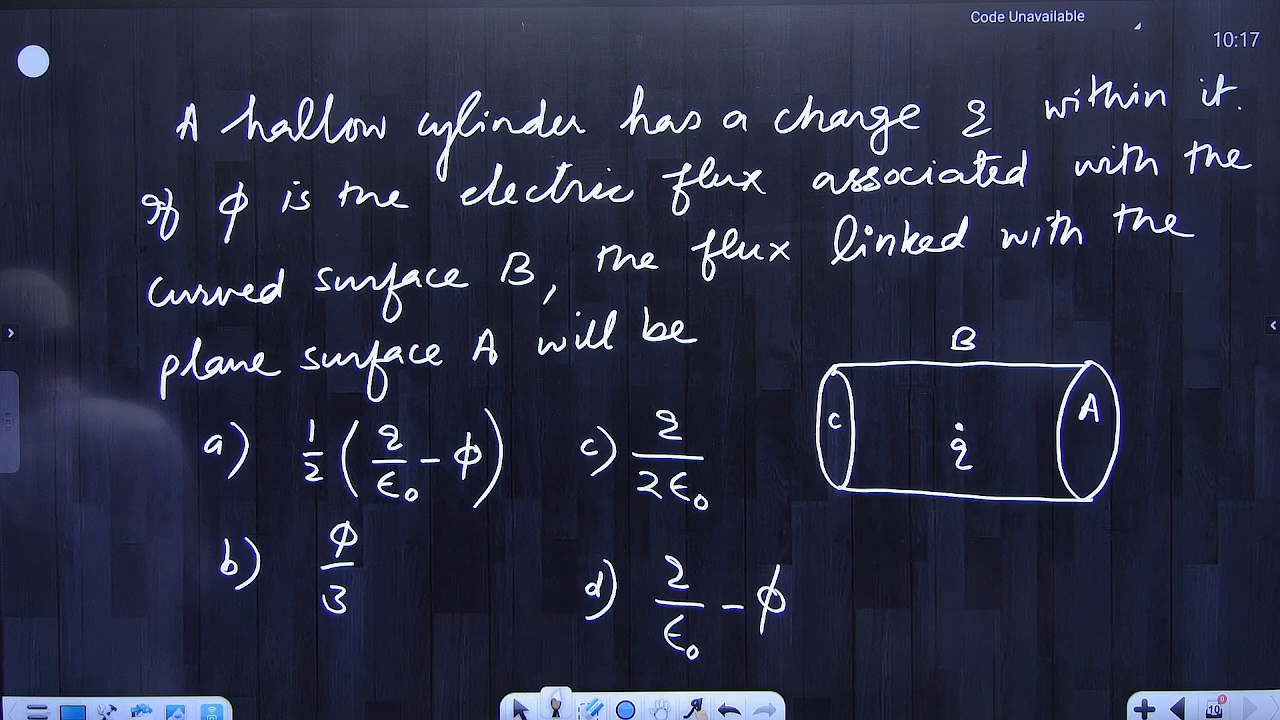 Code Unavailable
10:17
A hallow cylinder has a charge q within it.
If ϕ is the electric flux associated with the
curved surface B, the flux linked with the
plane surface A will be
B
C
A
q
a) 1/2 (q/ϵ₀ - ϕ)
c) q/2ϵ₀
b) ϕ/3
d) q/ϵ₀ - ϕ